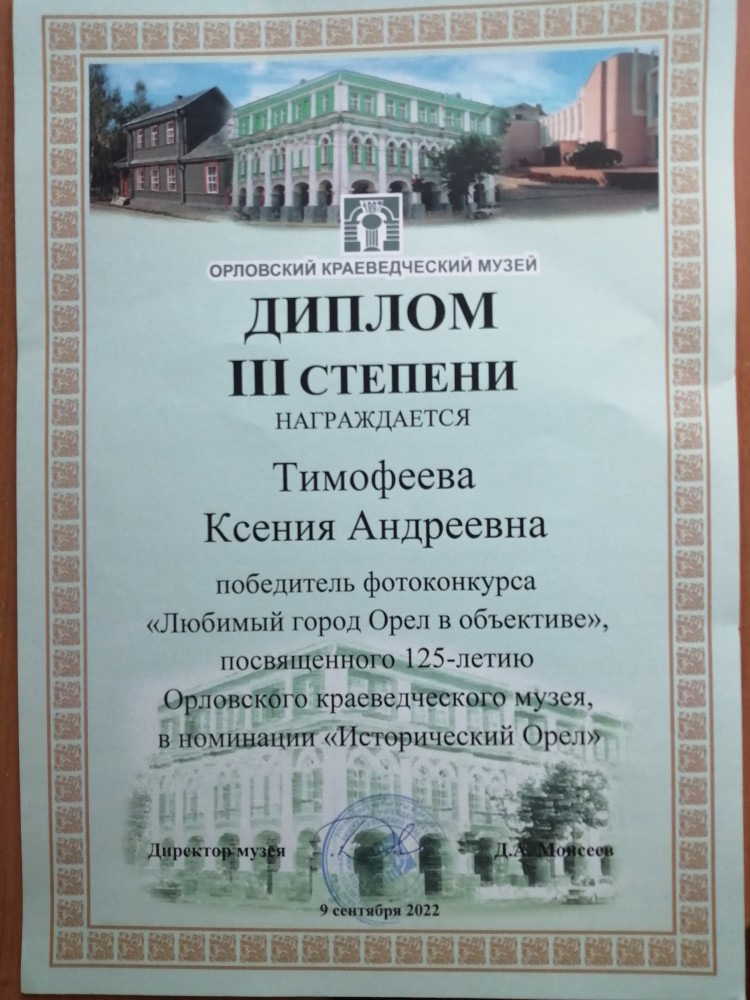 1897
ОРЛОВСКИЙ КРАЕВЕДЧЕСКИЙ МУЗЕЙ
ДИПЛОМ
III СТЕПЕНИ
НАГРАЖДАЕТСЯ
Тимофеева
Ксения Андреевна
победитель фотоконкурса
«Любимый город Орел в объективе»,
посвященного 125-летию
Орловского краеведческого музея,
в номинации «Исторический Орел»
Директор музея Д.А. Моисеев
9 сентября 2022